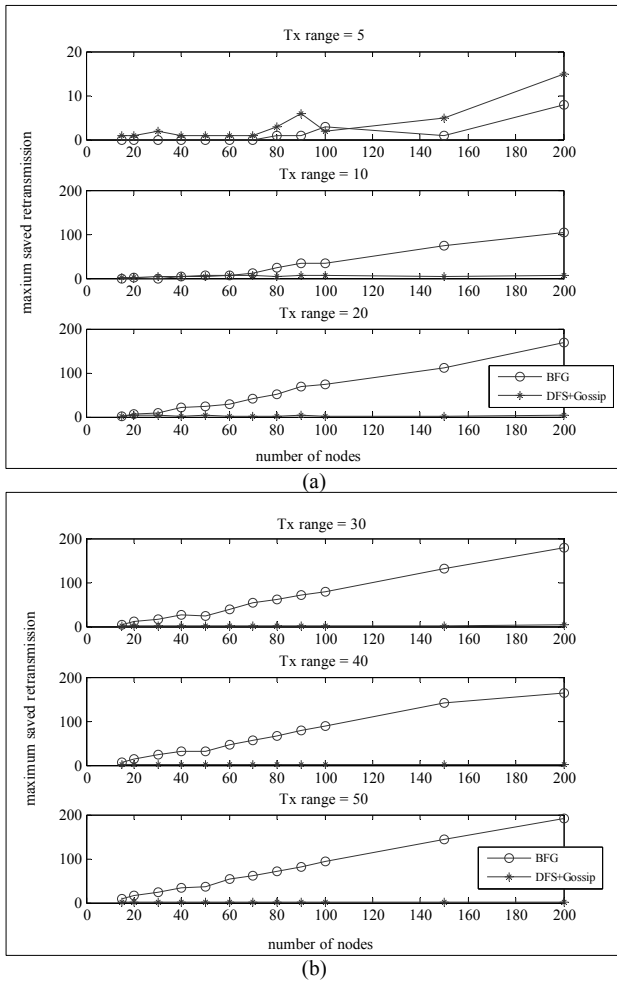 Tx range = 5
20
10
0
0 20 40 60 80 100 120 140 160 180 200
Tx range = 10
200
100
0
0 20 40 60 80 100 120 140 160 180 200
maxium saved retransmission
Tx range = 20
200
100
0
0 20 40 60 80 100 120 140 160 180 200
BFG
DFS+Gossip
number of nodes
(a)
Tx range = 30
200
100
0
0 20 40 60 80 100 120 140 160 180 200
Tx range = 40
200
100
0
0 20 40 60 80 100 120 140 160 180 200
maximum saved retransmission
Tx range = 50
200
100
0
0 20 40 60 80 100 120 140 160 180 200
BFG
DFS+Gossip
number of nodes
(b)